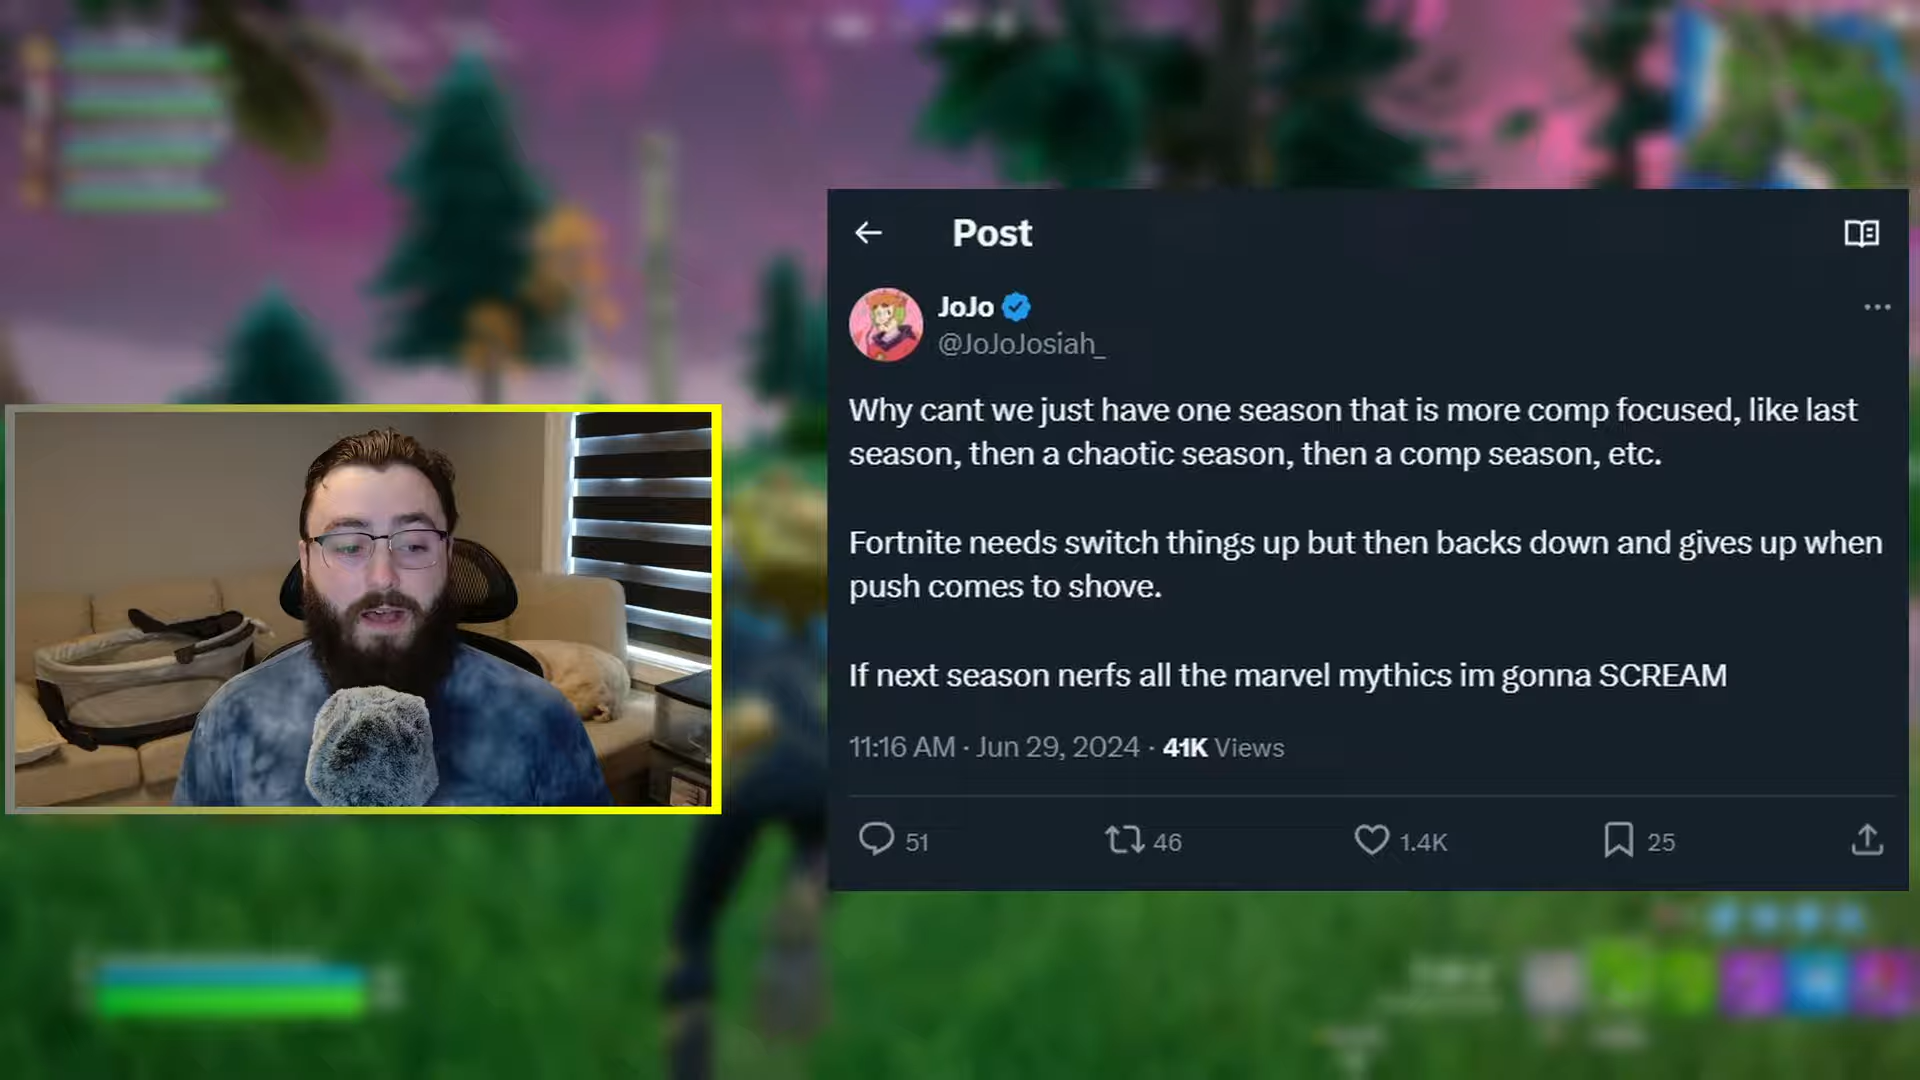 Post
JoJo
@JoJoJosiah_
Why cant we just have one season that is more comp focused, like last
season, then a chaotic season, then a comp season, etc.
Fortnite needs switch things up but then backs down and gives up when
push comes to shove.
If next season nerfs all the marvel mythics im gonna SCREAM
11:16 AM · Jun 29, 2024 · 41K Views
51 46 1.4K 25